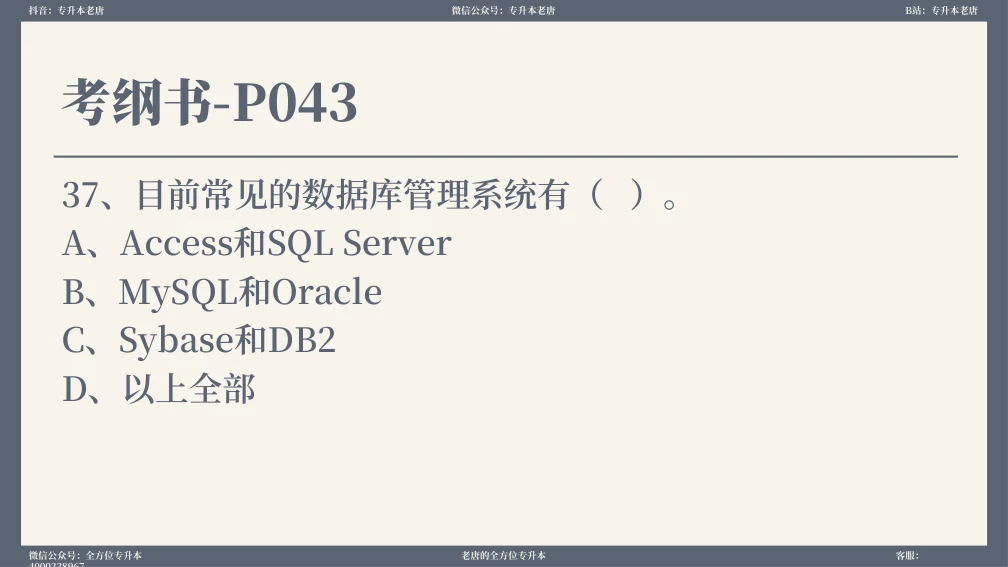 抖音：专升本老唐
微信公众号：专升本老唐
B站：专升本老唐
考纲书-P043
37、目前常见的数据库管理系统有（ ）。
A、Access和SQL Server
B、MySQL和Oracle
C、Sybase和DB2
D、以上全部
微信公众号：全方位专升本
老唐的全方位专升本
客服：